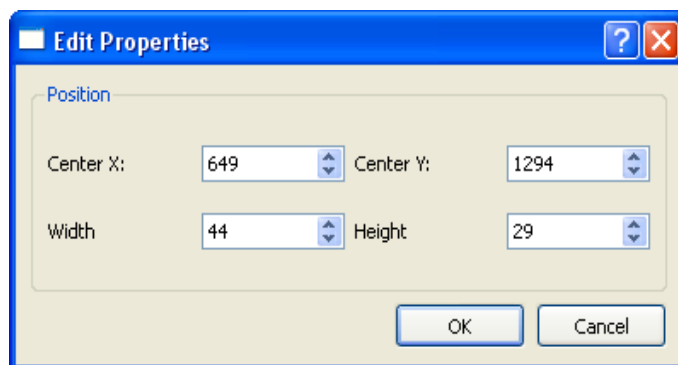 Edit Properties
Position
Center X: 649 Center Y: 1294
Width 44 Height 29
OK Cancel